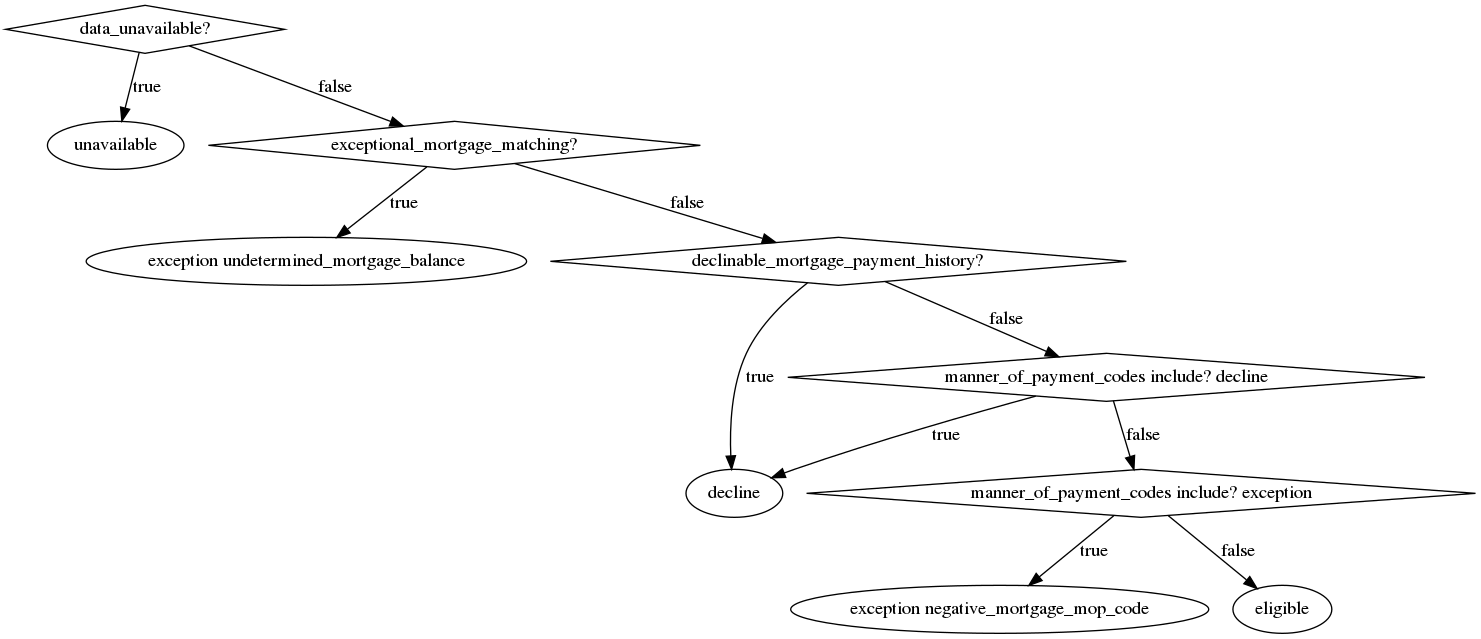 data_unavailable?
true
false
unavailable
exceptional_mortgage_matching?
true
false
exception undetermined_mortgage_balance
declinable_mortgage_payment_history?
false
true
manner_of_payment_codes include? decline
true
false
decline
manner_of_payment_codes include? exception
true
false
exception negative_mortgage_mop_code
eligible